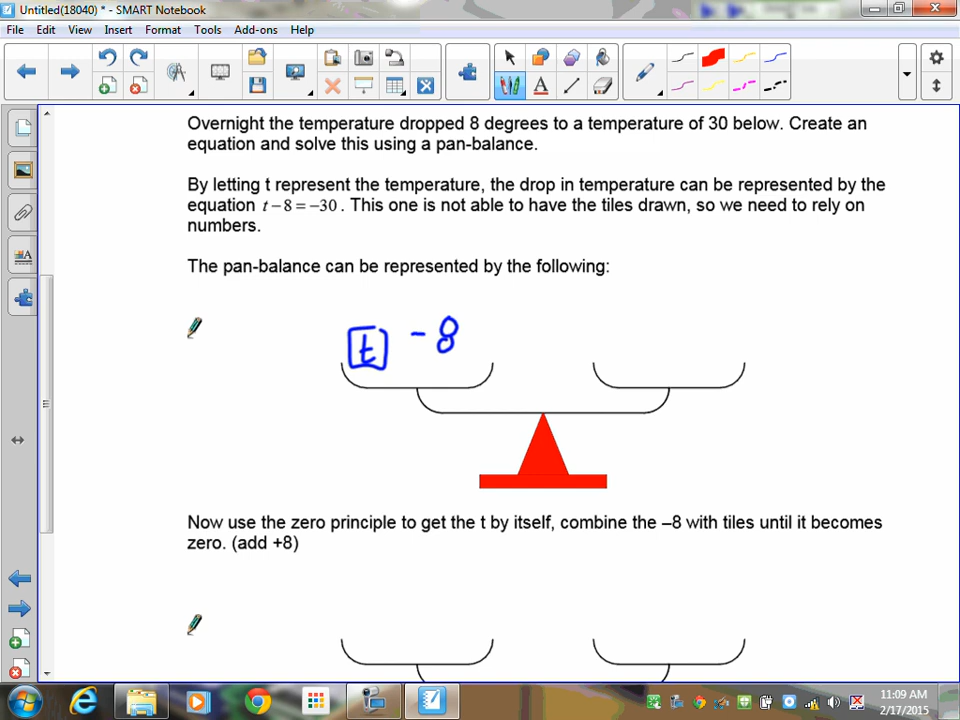 Untitled(18040) * - SMART Notebook
File Edit View Insert Format Tools Add-ons Help
Overnight the temperature dropped 8 degrees to a temperature of 30 below. Create an
equation and solve this using a pan-balance.
By letting t represent the temperature, the drop in temperature can be represented by the
equation t − 8 = −30 . This one is not able to have the tiles drawn, so we need to rely on
numbers.
The pan-balance can be represented by the following:
t - 8
Now use the zero principle to get the t by itself, combine the –8 with tiles until it becomes
zero. (add +8)
11:09 AM
2/17/2015